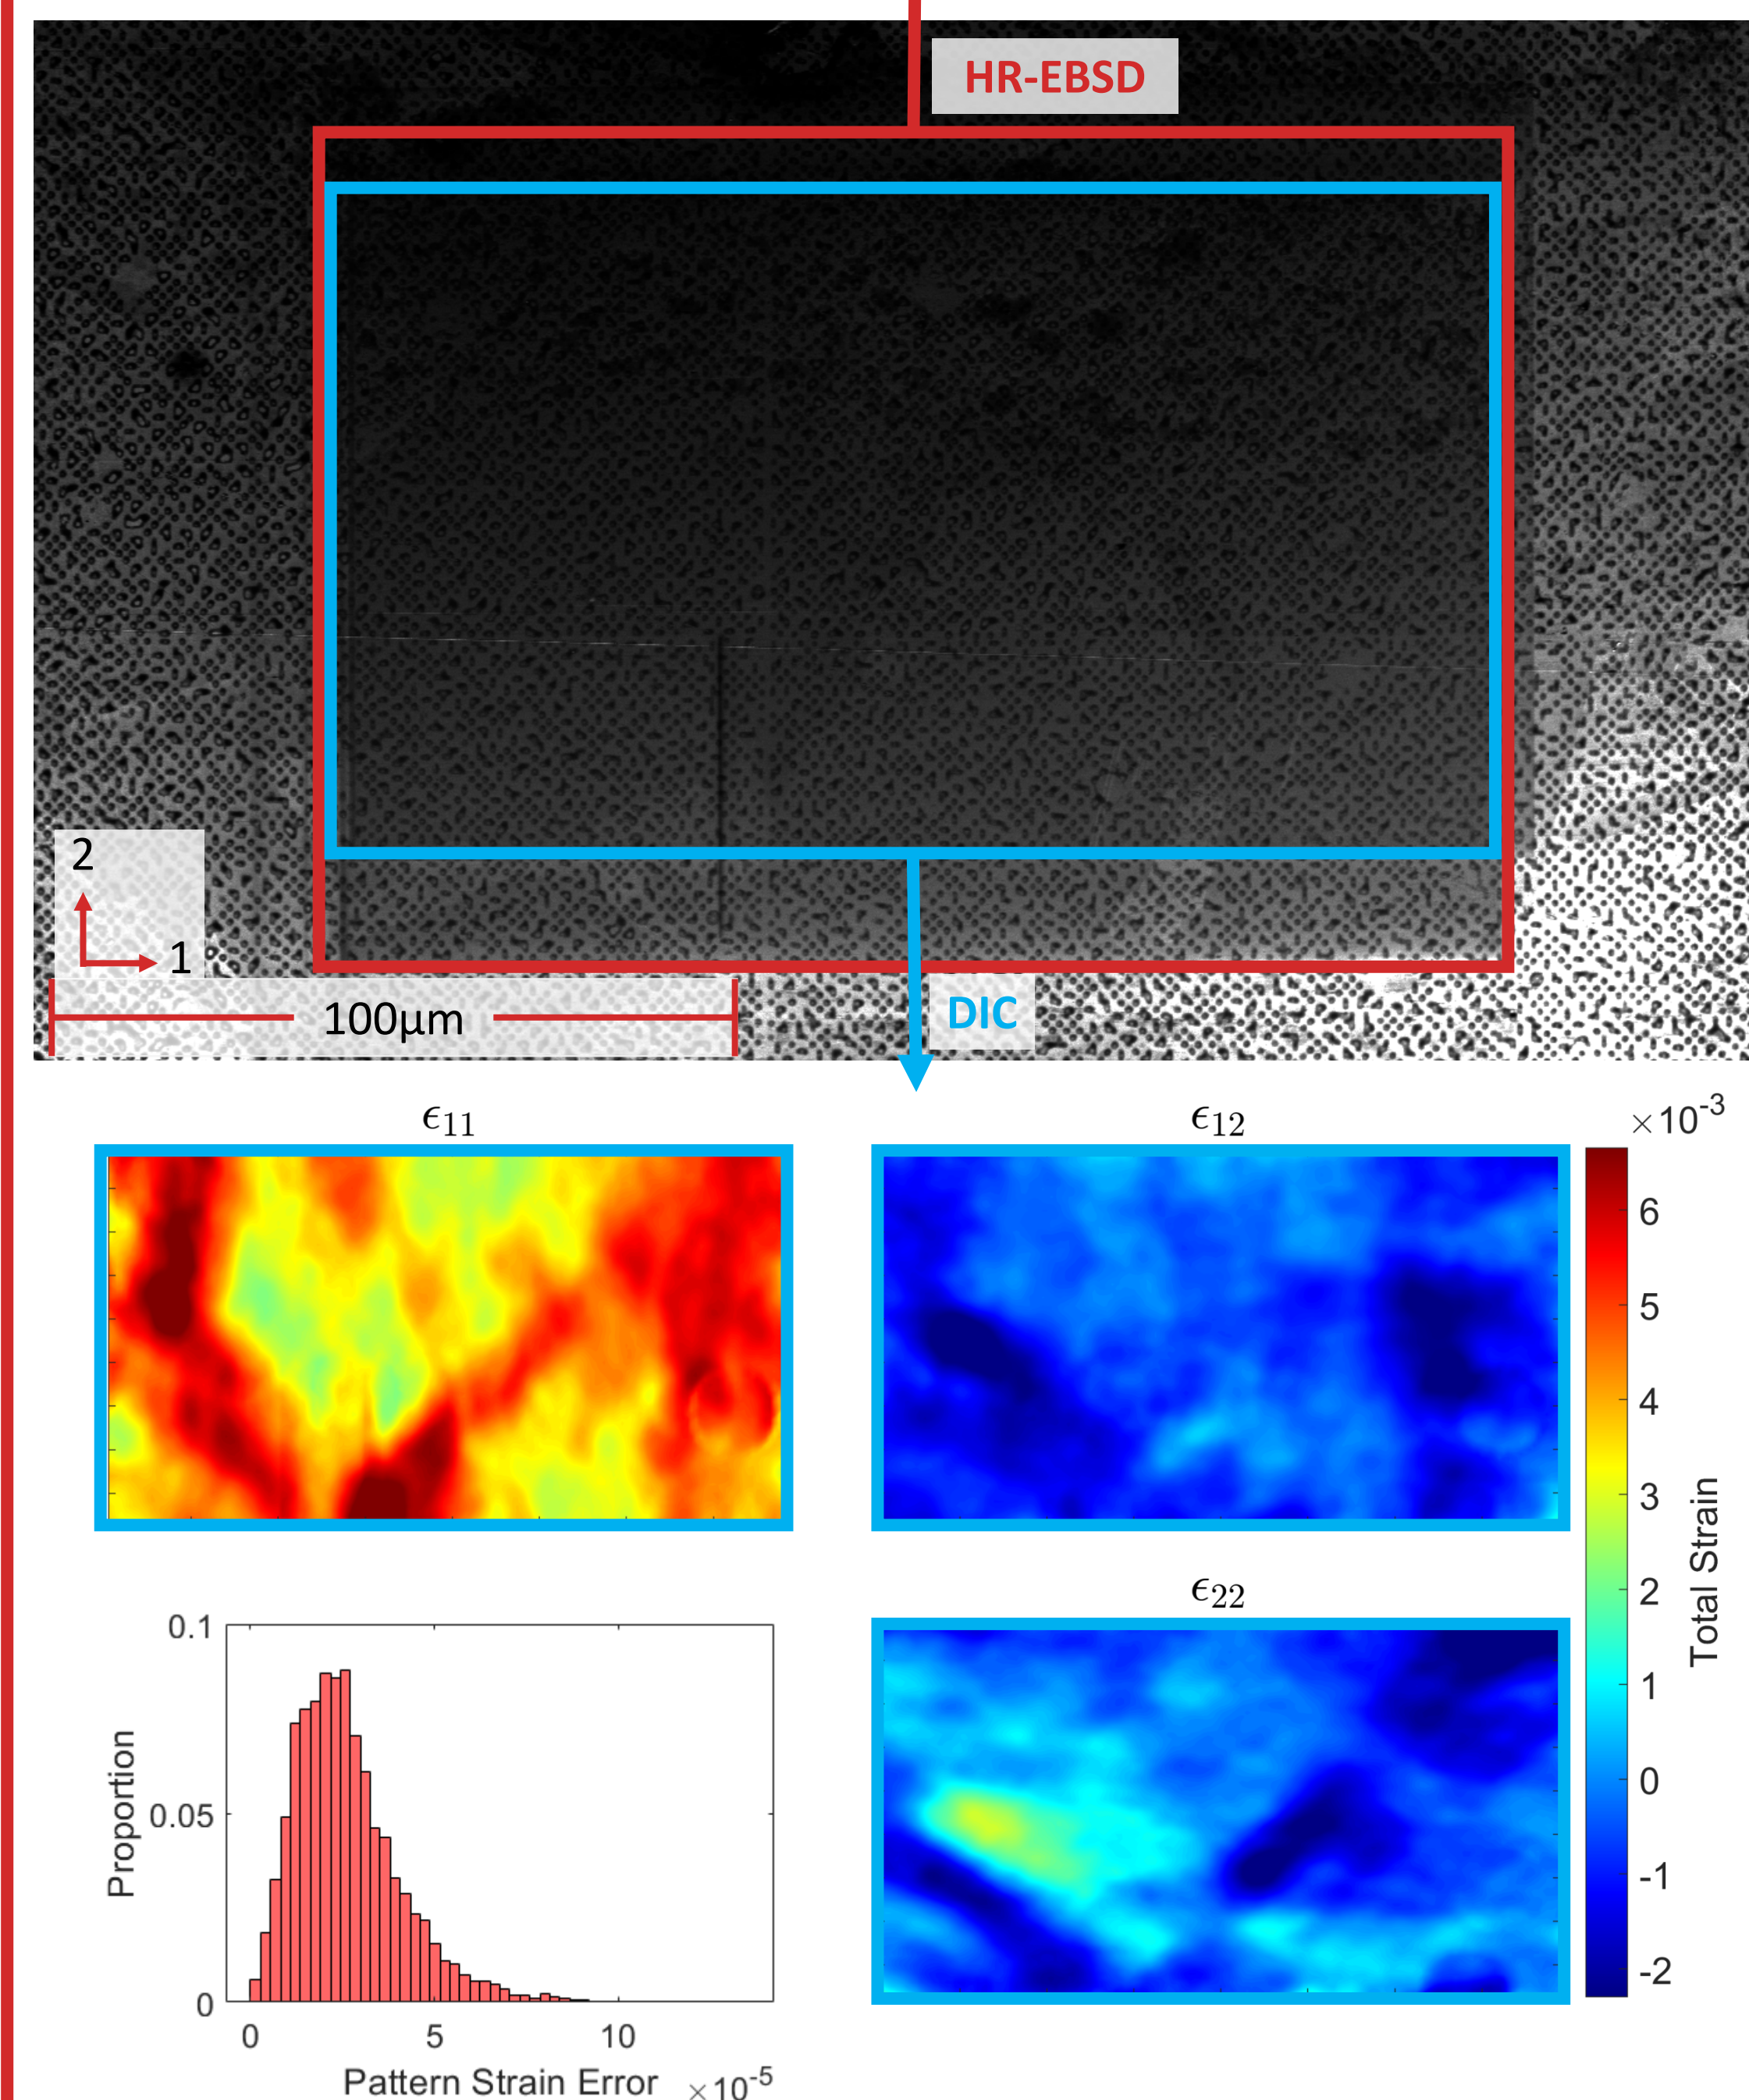 HR-EBSD
2
1
100μm
DIC
ϵ11
ϵ12
×10-3
6
5
4
3
2
1
0
-1
-2
Total Strain
ϵ22
0.1
0.05
0
Proportion
0
5
10
Pattern Strain Error
×10-5